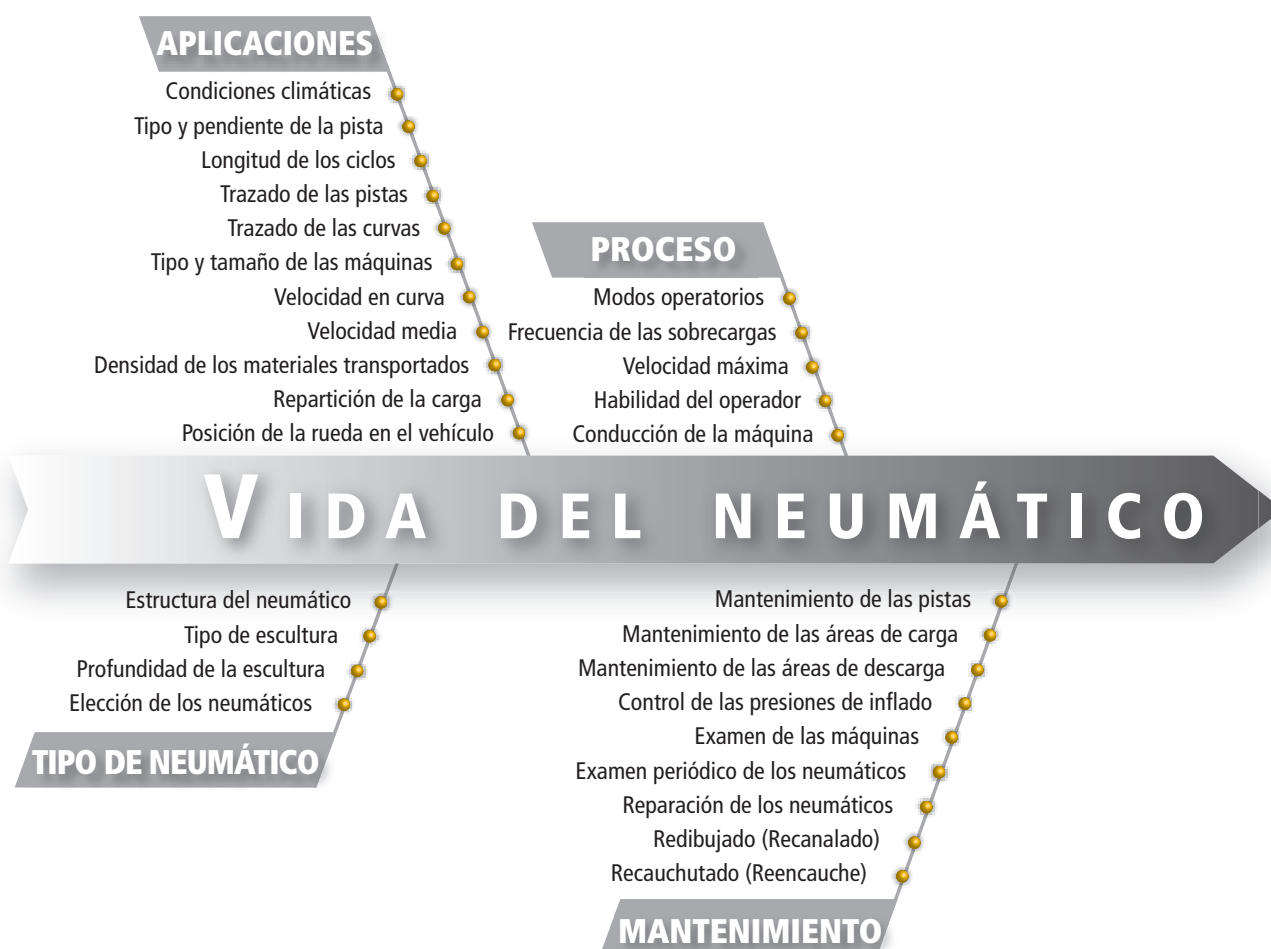 APLICACIONES
Condiciones climáticas
Tipo y pendiente de la pista
Longitud de los ciclos
Trazado de las pistas
Trazado de las curvas
Tipo y tamaño de las máquinas
Velocidad en curva
Velocidad media
Densidad de los materiales transportados
Repartición de la carga
Posición de la rueda en el vehículo
PROCESO
Modos operatorios
Frecuencia de las sobrecargas
Velocidad máxima
Habilidad del operador
Conducción de la máquina
VIDA DEL NEUMÁTICO
Estructura del neumático
Tipo de escultura
Profundidad de la escultura
Elección de los neumáticos
TIPO DE NEUMÁTICO
Mantenimiento de las pistas
Mantenimiento de las áreas de carga
Mantenimiento de las áreas de descarga
Control de las presiones de inflado
Examen de las máquinas
Examen periódico de los neumáticos
Reparación de los neumáticos
Redibujado (Recanalado)
Recauchutado (Reencauche)
MANTENIMIENTO